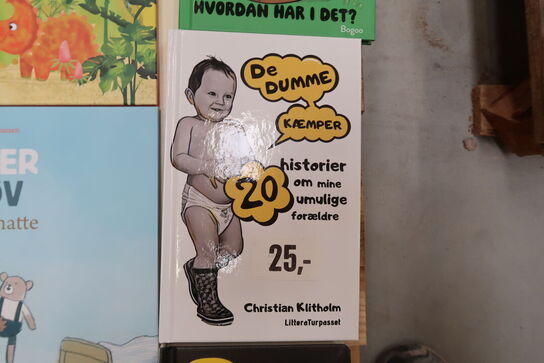 HVORDAN HAR I DET?
Bogoo
De
DUMME
KÆMPER
20
historier
om mine
umulige
forældre
25,-
Christian Klitholm
LitteraTurpasset
ER
OV
natte